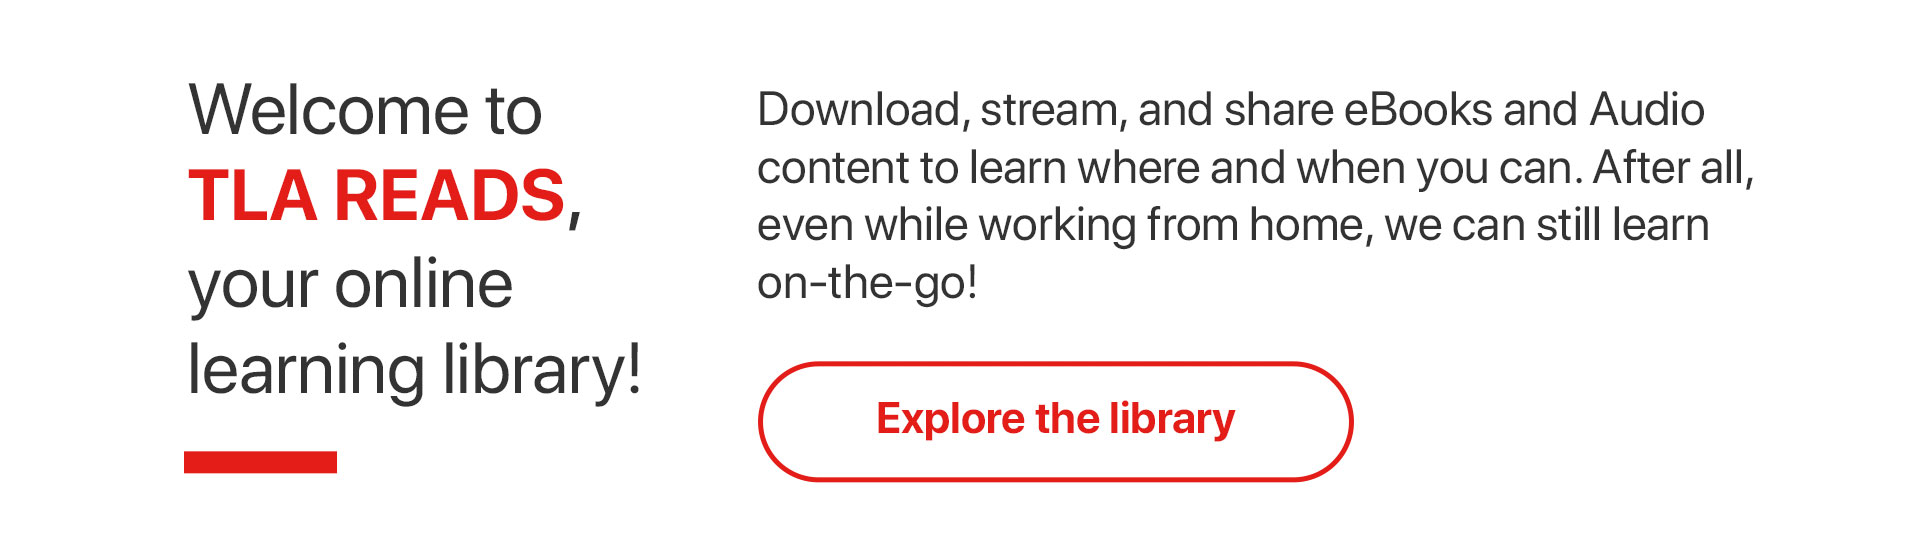 Welcome to
TLA READS,
your online
learning library!
Download, stream, and share eBooks and Audio
content to learn where and when you can. After all,
even while working from home, we can still learn
on-the-go!
Explore the library